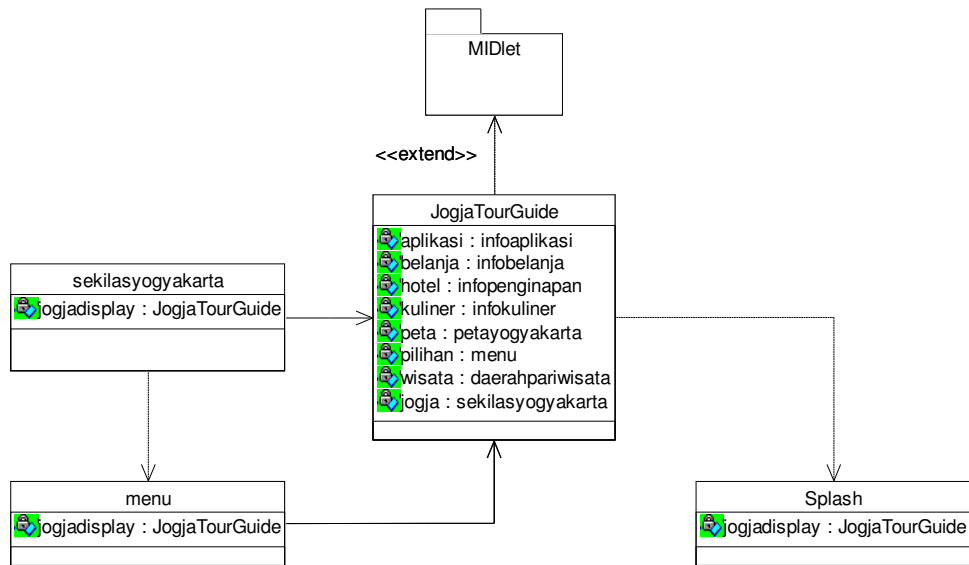 MIDlet
<<extend>>
JogjaTourGuide
aplikasi : infoaplikasi
belanja : infobelanja
hotel : infopenginapan
kuliner : infokuliner
peta : petayogyakarta
pilihan : menu
wisata : daerahpariwisata
jogja : sekilasyogyakarta
sekilasyogyakarta
jogjadisplay : JogjaTourGuide
menu
jogjadisplay : JogjaTourGuide
Splash
jogjadisplay : JogjaTourGuide